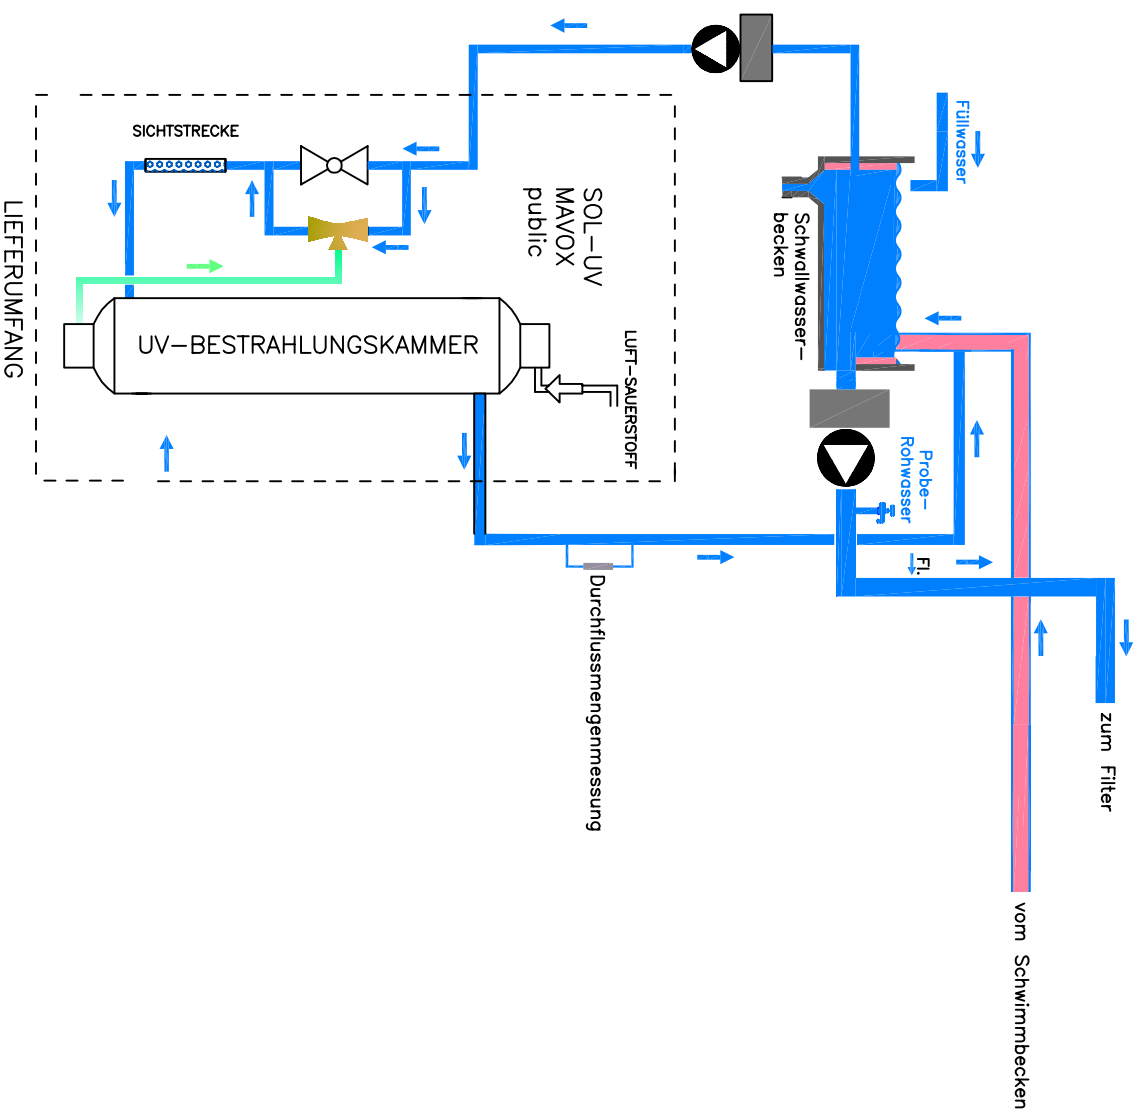 SICHTSTRECKE
LIEFERUMFANG
UV-BESTRAHLUNGSKAMMER
SOL-UV
MAVOX
public
LUFT-SAUERSTOFF
Füllwasser
Schwallwasser-
becken
Probe-
Rohwasser
Fl.
Durchflussmengenmessung
zum Filter
vom Schwimmbecken